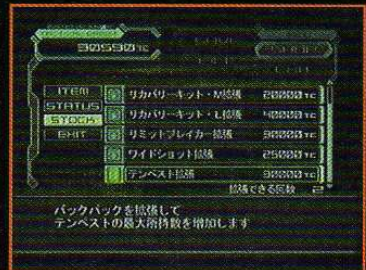 90590TC
ITEM
STATUS
STOCK
EXIT
リカバリーキット・M拡張 20000TC
リカバリーキット・L拡張 40000TC
リミットブレイカー拡張 90000TC
ワイドショット拡張 25000TC
テンペスト拡張 90000TC
拡張できる回数 2
バックパックを拡張して
テンペストの最大所持数を増加します